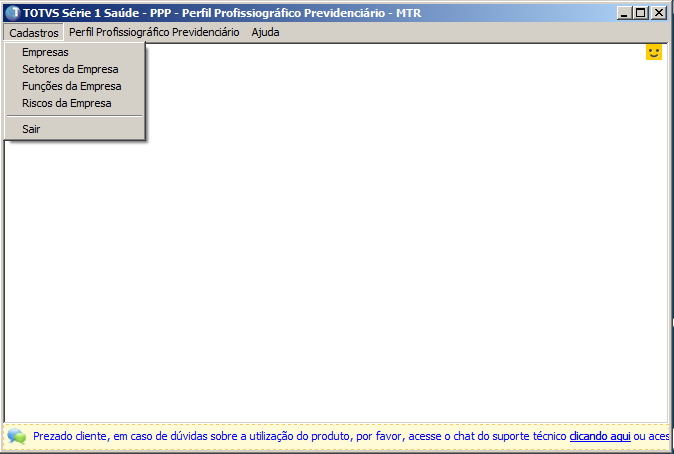 TOTVS Série 1 Saúde - PPP - Perfil Profissiográfico Previdenciário - MTR
Cadastros Perfil Profissiográfico Previdenciário Ajuda
Empresas
Setores da Empresa
Funções da Empresa
Riscos da Empresa
Sair
Prezado cliente, em caso de dúvidas sobre a utilização do produto, por favor, acesse o chat do suporte técnico clicando aqui ou aces